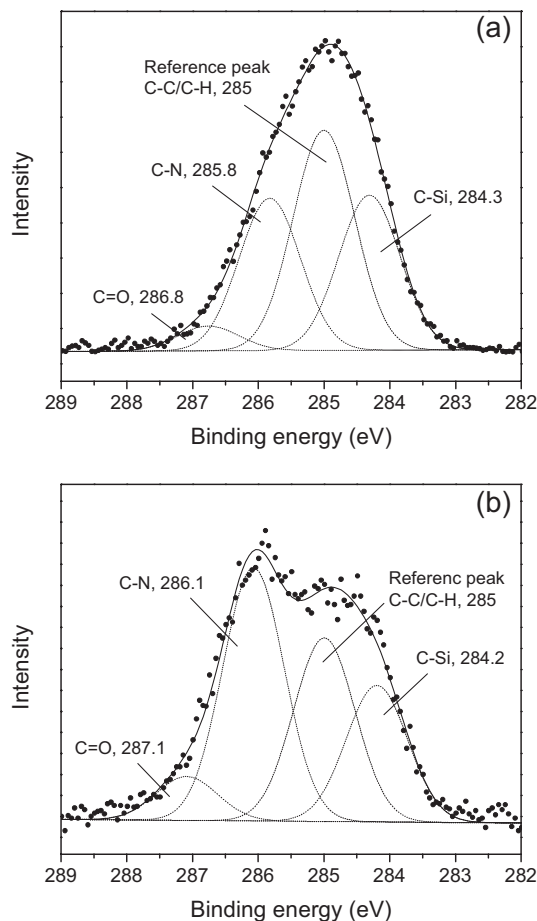 (a)
Reference peak
C-C/C-H, 285
C-N, 285.8
C-Si, 284.3
C=O, 286.8
Intensity
289 288 287 286 285 284 283 282
Binding energy (eV)
(b)
C-N, 286.1
Referenc peak
C-C/C-H, 285
C-Si, 284.2
C=O, 287.1
Intensity
289 288 287 286 285 284 283 282
Binding energy (eV)